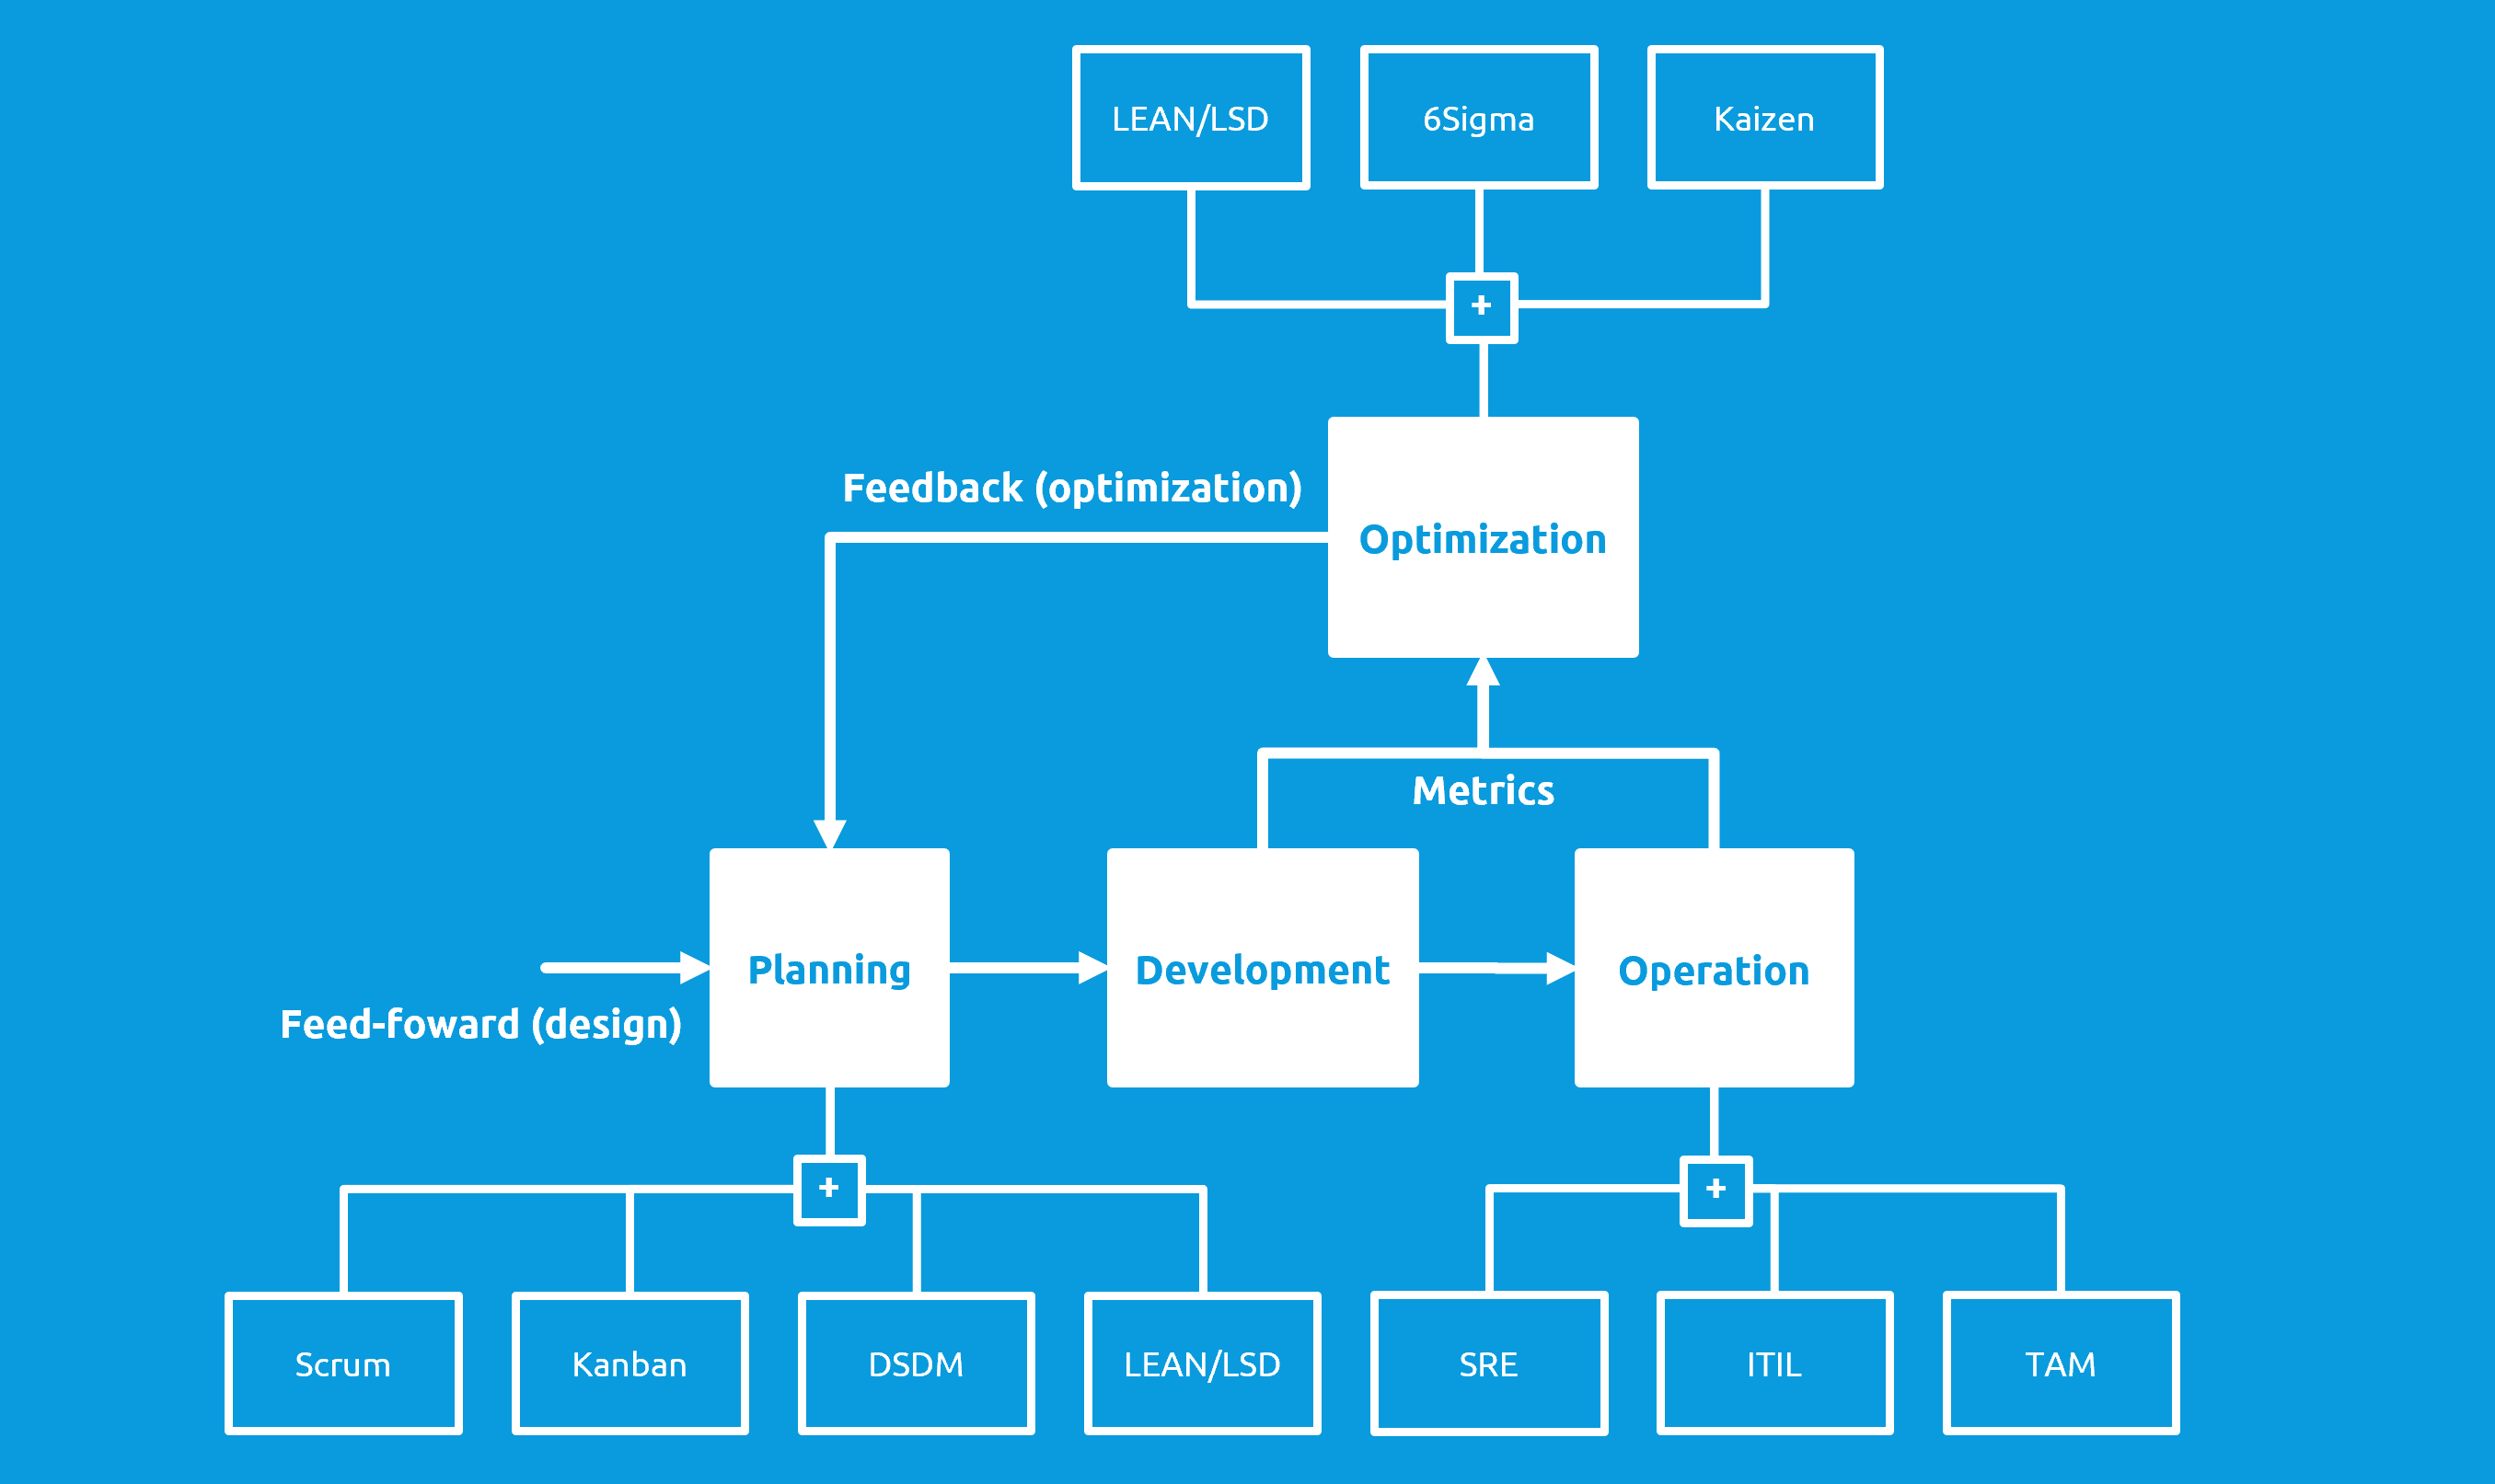 LEAN/LSD
6Sigma
Kaizen
+
Feedback (optimization)
Optimization
Metrics
Planning
Development
Operation
Feed-foward (design)
+
+
Scrum
Kanban
DSDM
LEAN/LSD
SRE
ITIL
TAM